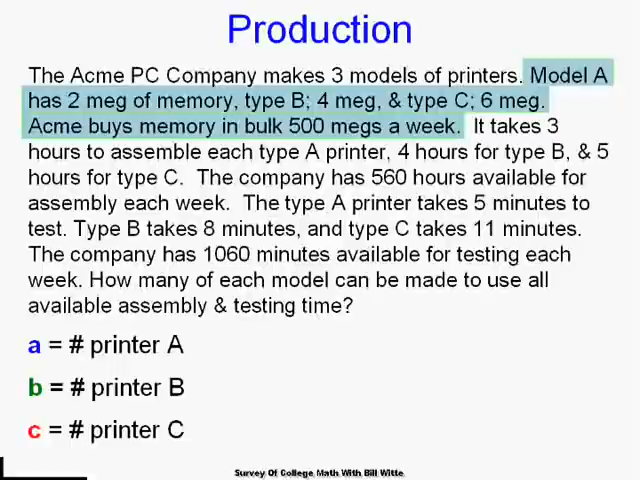 Production
The Acme PC Company makes 3 models of printers. Model A
has 2 meg of memory, type B; 4 meg, & type C; 6 meg.
Acme buys memory in bulk 500 megs a week. It takes 3
hours to assemble each type A printer, 4 hours for type B, & 5
hours for type C. The company has 560 hours available for
assembly each week. The type A printer takes 5 minutes to
test. Type B takes 8 minutes, and type C takes 11 minutes.
The company has 1060 minutes available for testing each
week. How many of each model can be made to use all
available assembly & testing time?
a = # printer A
b = # printer B
c = # printer C
Survey Of College Math With Bill Witte